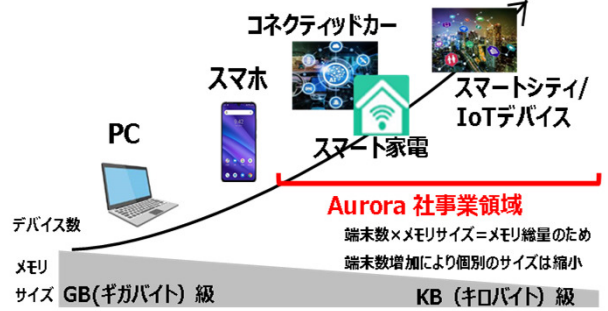 コネクティッドカー
スマホ
スマートシティ/
IoTデバイス
PC
スマート家電
Aurora 社事業領域
デバイス数
端末数×メモリサイズ＝メモリ総量のため
メモリ
端末数増加により個別のサイズは縮小
サイズ GB(ギガバイト）級
KB（キロバイト）級